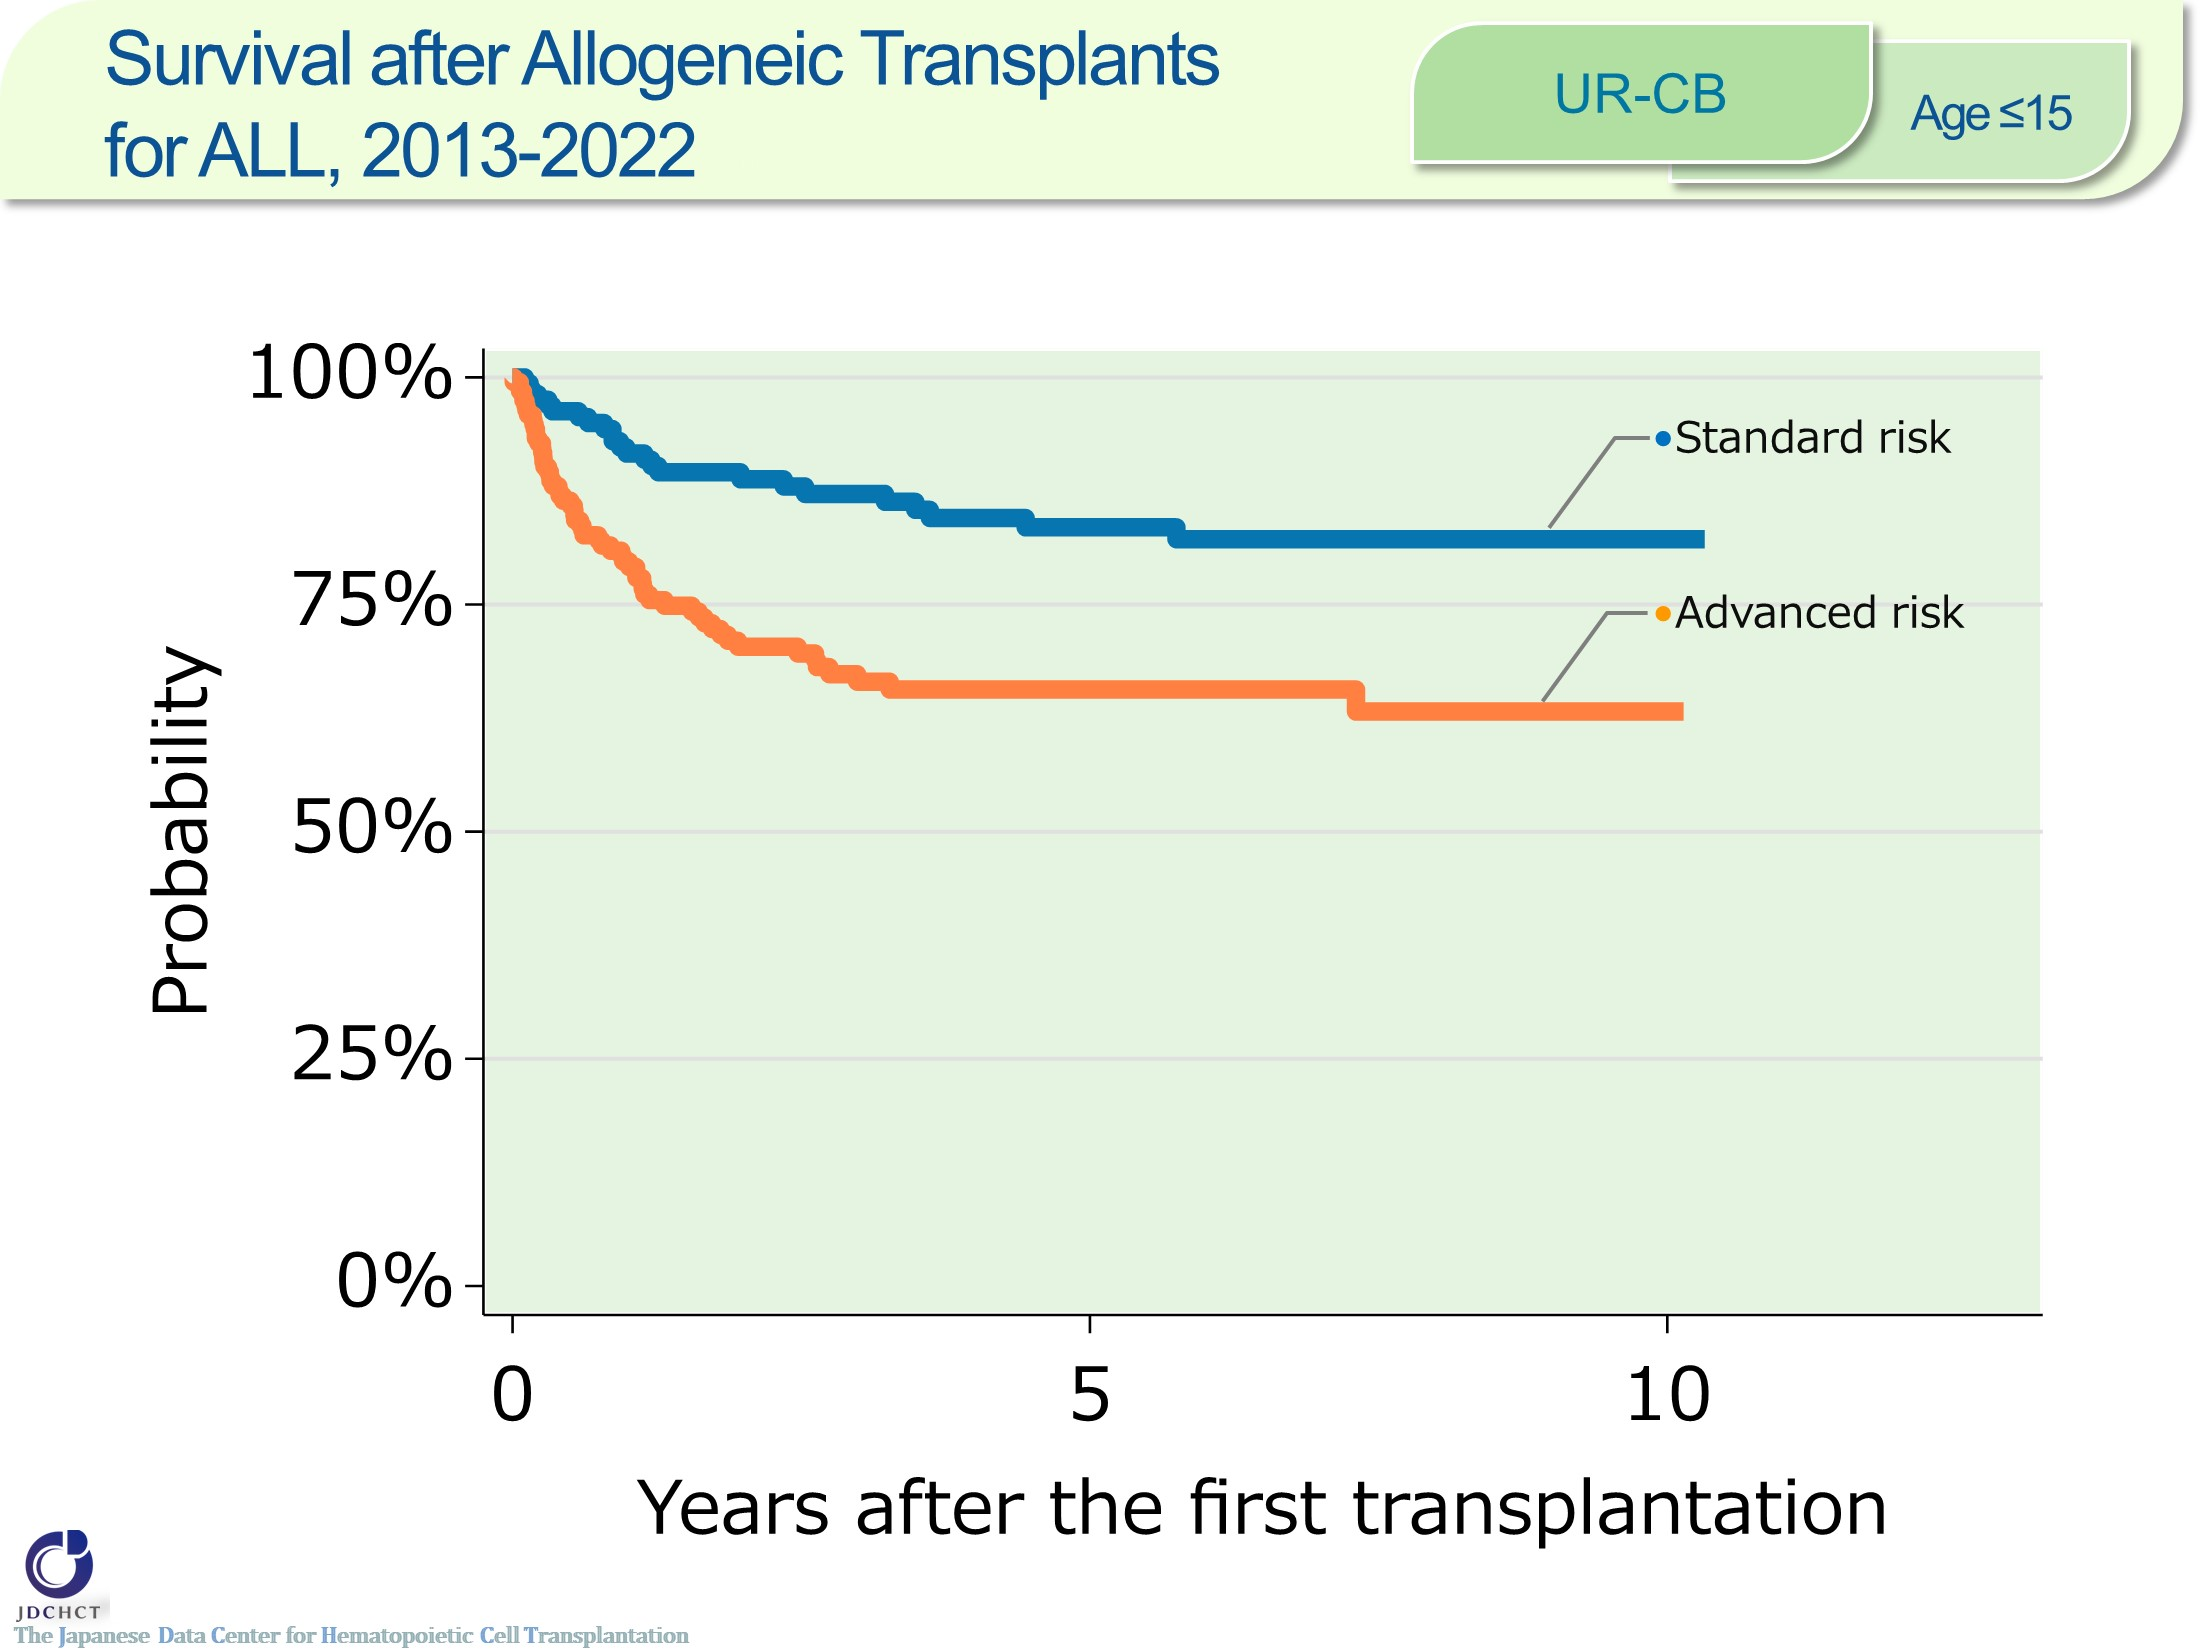 Survival after Allogeneic Transplants
for ALL, 2013-2022
UR-CB
Age ≤15
100%
75%
50%
25%
0%
Probability
Standard risk
Advanced risk
0
5
10
Years after the first transplantation
JDCHCT
The Japanese Data Center for Hematopoietic Cell Transplantation